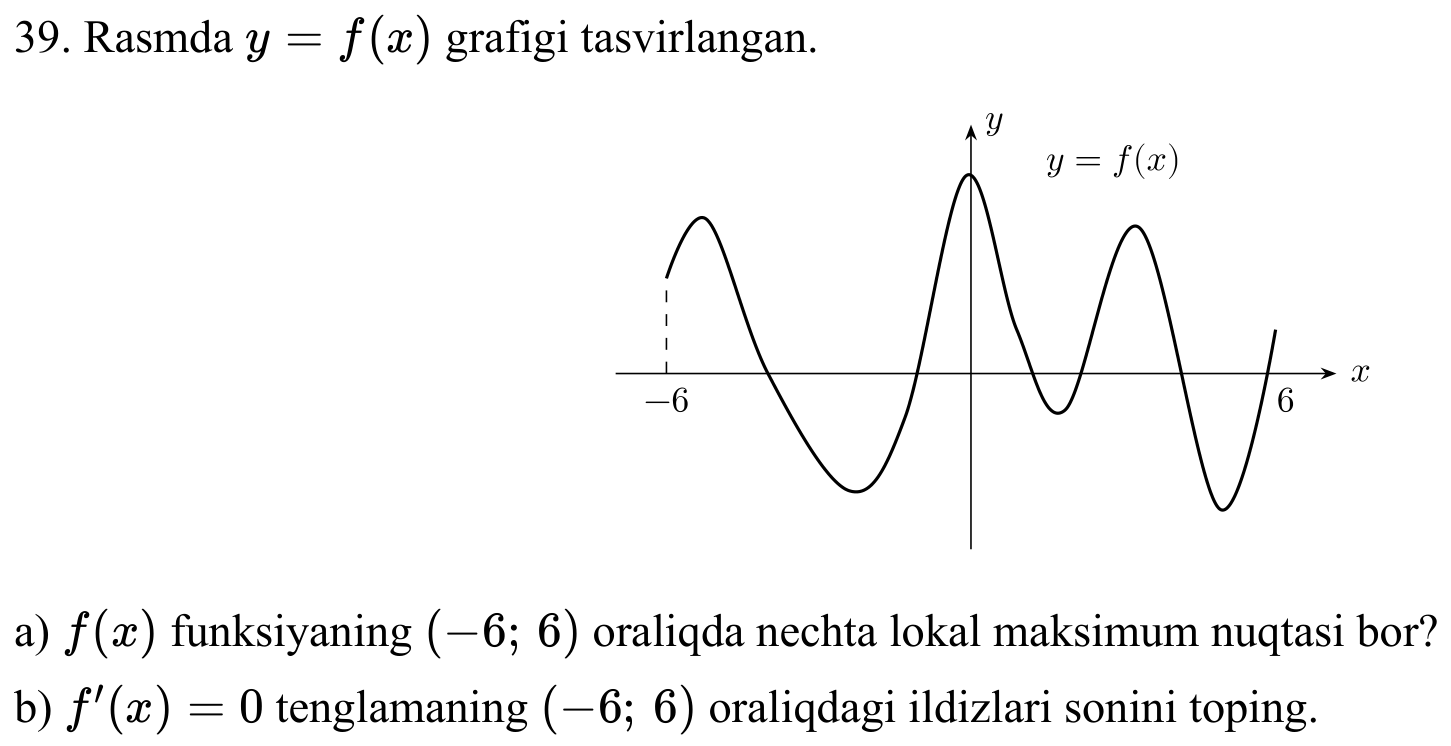 39. Rasmda y = f(x) grafigi tasvirlangan.
y
y = f(x)
x
−6
6
a) f(x) funksiyaning (−6; 6) oraliqda nechta lokal maksimum nuqtasi bor?
b) f′(x) = 0 tenglamaning (−6; 6) oraliqdagi ildizlari sonini toping.